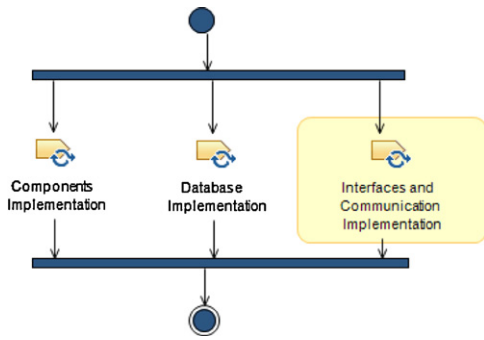 Components
Implementation
Database
Implementation
Interfaces and
Communication
Implementation